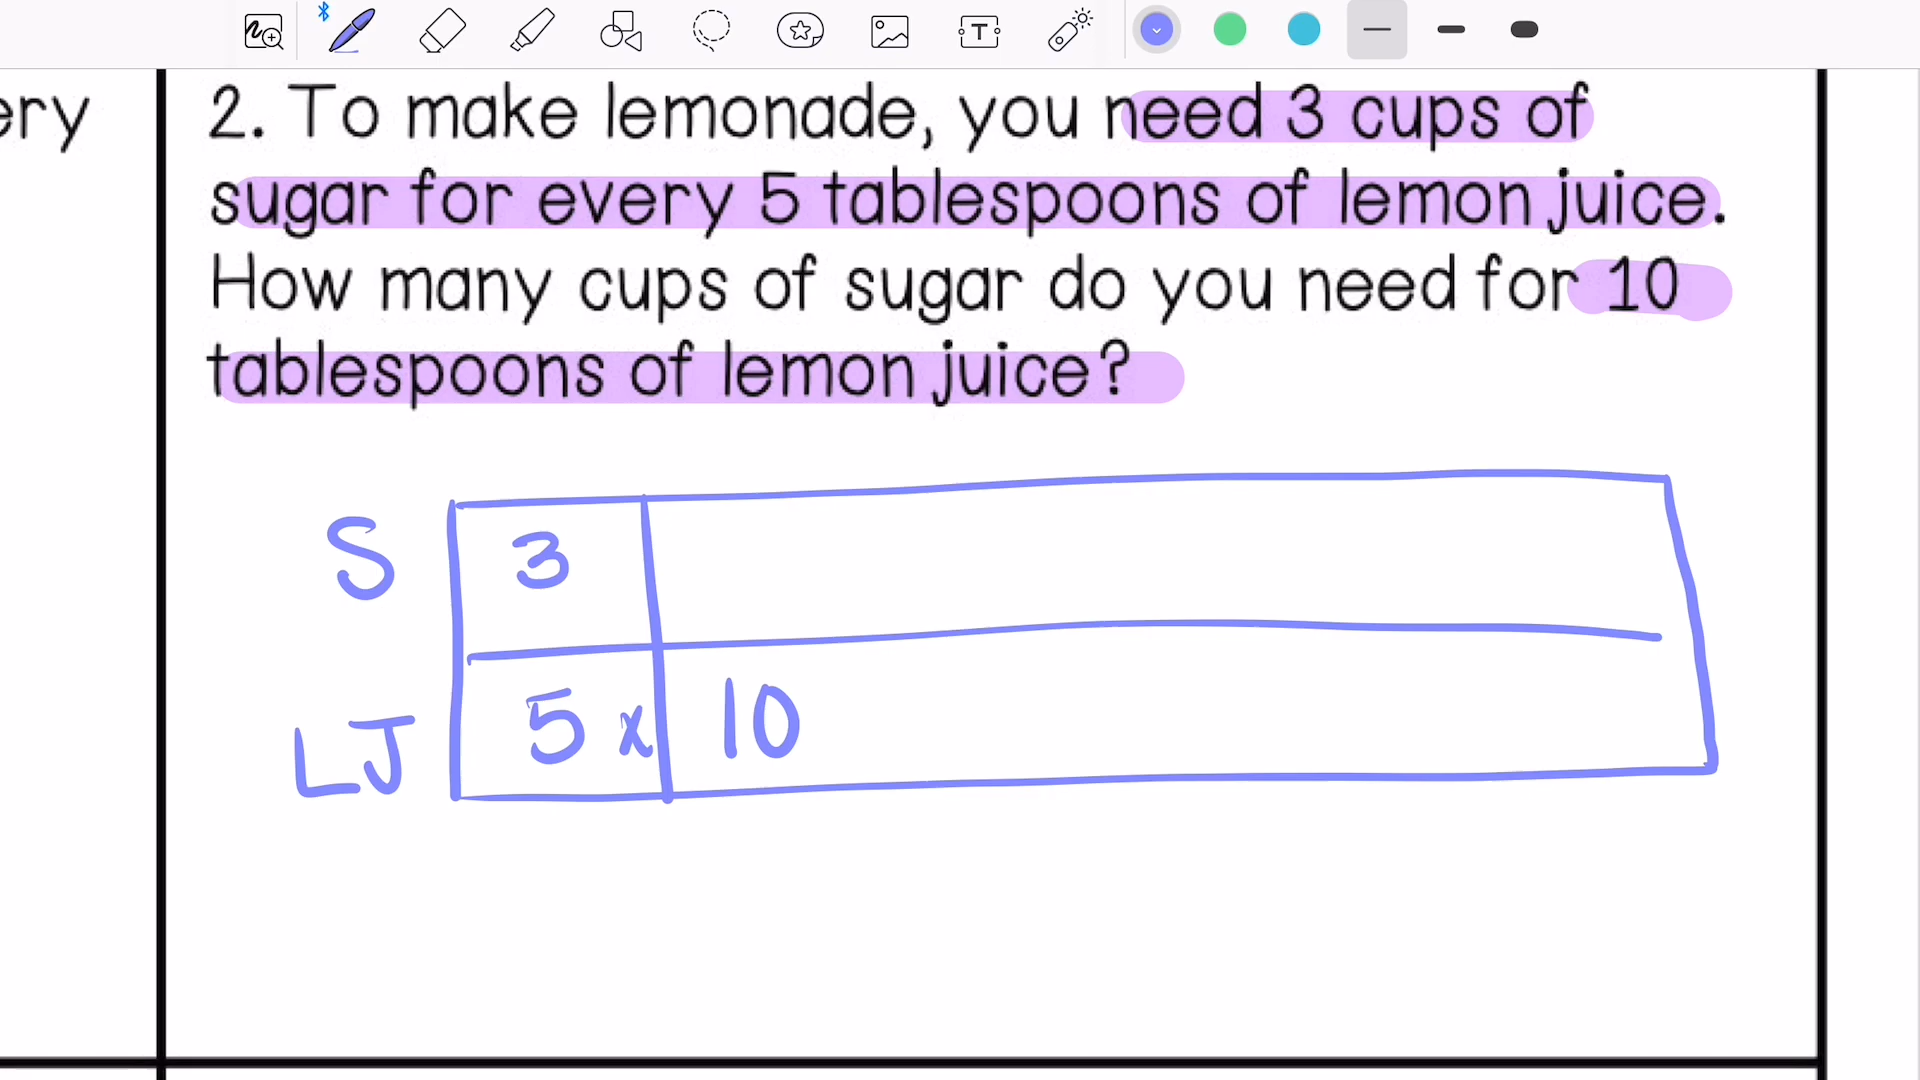 ery
2. To make lemonade, you need 3 cups of
sugar for every 5 tablespoons of lemon juice.
How many cups of sugar do you need for 10
tablespoons of lemon juice?
S 3
LJ 5 x 10